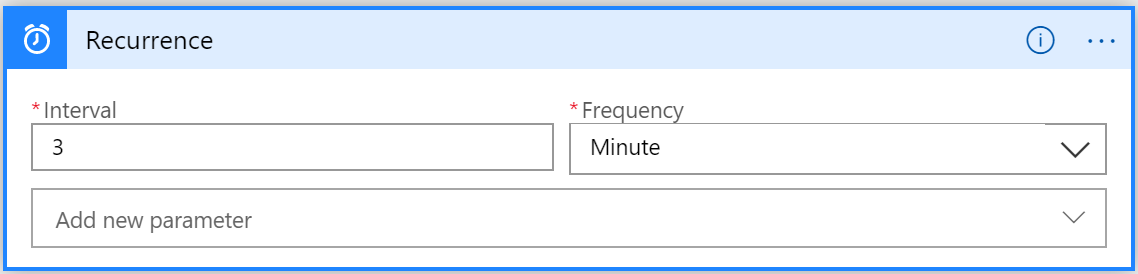 Recurrence
* Interval
* Frequency
3
Minute
Add new parameter